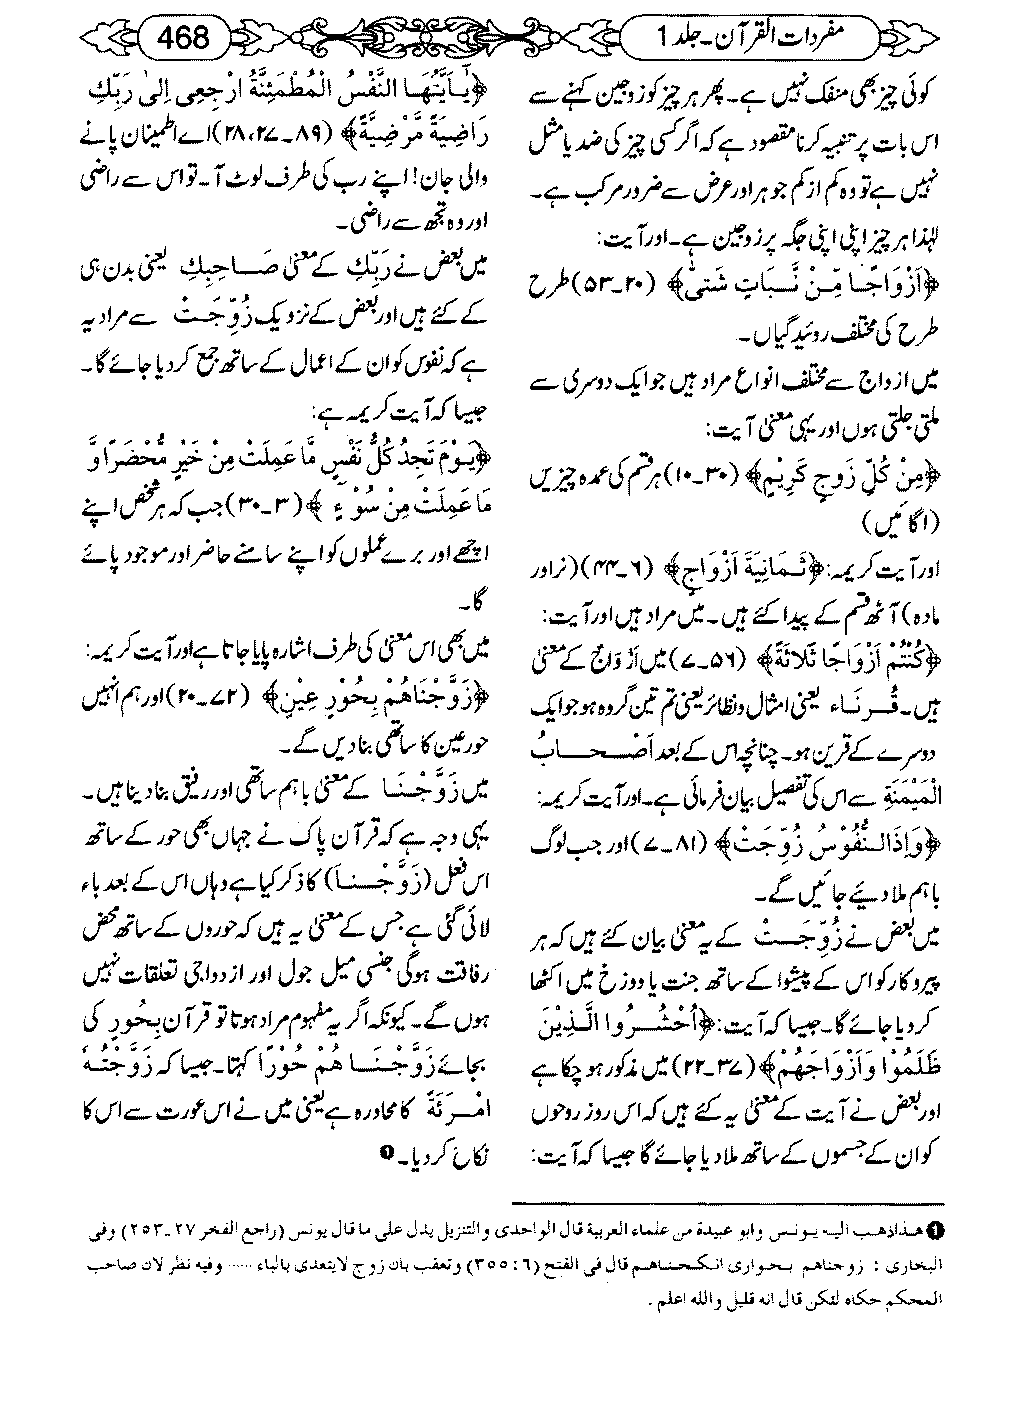 مفردات القرآن۔جلد 1
468
کوئی چیز بھی منفک نہیں ہے۔ پھر ہر چیز کو زوجین کہنے سے
اس بات پر تنبیہ کرنا مقصود ہے کہ اگر کسی چیز کی ضد یا مثل
نہیں ہے تو وہ کم از کم جوہر اور عرض سے ضرور مرکب ہے۔
لہٰذا ہر چیز اپنی اپنی جگہ پر زوجین ہے۔ اور آیت:
﴿اَزْوَاجًا مِّنْ نَّبَاتٍ شَتّٰی﴾ (۲۰۔۵۳) طرح
طرح کی مختلف روئیدگیاں۔
میں ازواج سے مختلف انواع مراد ہیں جو ایک دوسری سے
ملتی جلتی ہوں اور یہی معنیٰ آیت:
﴿مِنْ کُلِّ زَوجٍ کَرِیْمٍ﴾ (۳۰۔۱۰) ہر قسم کی عمدہ چیزیں
(اگائیں)
اور آیت کریمہ: ﴿ثَمَانِیَةَ اَزْوَاجٍ﴾ (۶۔۱۴۴) (نر اور
مادہ) آٹھ قسم کے پیدا کئے ہیں۔ میں مراد ہیں اور آیت:
﴿کُنْتُمْ اَزْوَاجًا ثَلَاثَةً﴾ (۵۶۔۷) میں اَزْوَاجٌ کے معنیٰ
ہیں۔ قُرَنَاء یعنی امثال ونظائر یعنی تم تین گروہ ہو جو ایک
دوسرے کے قرین ہو۔ چنانچہ اس کے بعد اَصْحَابُ
الْمَیْمَنَةِ سے اس کی تفصیل بیان فرمائی ہے۔ اور آیت کریمہ:
﴿وَاِذَا النُّفُوْسُ زُوِّجَتْ﴾ (۸۱۔۷) اور جب لوگ
باہم ملا دیئے جائیں گے۔
میں بعض نے زُوِّجَتْ کے یہ معنیٰ بیان کئے ہیں کہ ہر
پیروکار کو اس کے پیشوا کے ساتھ جنت یا دوزخ میں اکٹھا
کر دیا جائے گا۔ جیسا کہ آیت: ﴿اُحْشُرُوا الَّذِیْنَ
ظَلَمُوْا وَاَزْوَاجَهُمْ﴾ (۳۷۔۲۲) میں مذکور ہو چکا ہے
اور بعض نے آیت کے معنیٰ یہ کئے ہیں کہ اس روز روحوں
کو ان کے جسموں کے ساتھ ملا دیا جائے گا جیسا کہ آیت:
﴿یٰۤاَیَّتُهَا النَّفْسُ الْمُطْمَئِنَّةُ ارْجِعِی اِلیٰ رَبِّكِ
رَاضِیَةً مَّرْضِیَّةً﴾ (۸۹۔۲۷، ۲۸) اے اطمینان پانے
والی جان! اپنے رب کی طرف لوٹ آ۔ تو اس سے راضی
اور وہ تجھ سے راضی۔
میں بعض نے رَبِّكِ کے معنیٰ صَاحِبِكِ یعنی بدن ہی
کے کئے ہیں اور بعض کے نزدیک زُوِّجَتْ سے مراد یہ
ہے کہ نفوس کو ان کے اعمال کے ساتھ جمع کر دیا جائے گا۔
جیسا کہ آیت کریمہ ہے:
﴿یَوْمَ تَجِدُ کُلُّ نَفْسٍ مَّا عَمِلَتْ مِنْ خَیْرٍ مُّحْضَرًا وَّ
مَا عَمِلَتْ مِنْ سُوْءٍ﴾ (۳۔۳۰) جب کہ ہر شخص اپنے
اچھے اور برے عملوں کو اپنے سامنے حاضر اور موجود پائے
گا۔
میں بھی اس معنیٰ کی طرف اشارہ پایا جاتا ہے اور آیت کریمہ:
﴿زَوَّجْنَاهُمْ بِحُوْرٍ عِیْنٍ﴾ (۷۲۔۲۰) اور ہم انہیں
حور عین کا ساتھی بنا دیں گے۔
میں زَوَّجْنَا کے معنیٰ باہم ساتھی اور رفیق بنا دینا ہیں۔
یہی وجہ ہے کہ قرآن پاک نے جہاں بھی حور کے ساتھ
اس فعل (زَوَّجْنَا) کا ذکر کیا ہے وہاں اس کے بعد باء
لائی گئی ہے جس کے معنیٰ یہ ہیں کہ حوروں کے ساتھ محض
رفاقت ہوگی جنسی میل جول اور ازدواجی تعلقات نہیں
ہوں گے۔ کیونکہ اگر یہ مفہوم مراد ہوتا تو قرآن بِحُورٍ کی
بجائے زَوَّجْنَا هُمْ حُوْرًا کہتا۔ جیسا کہ زَوَّجْتُهٗ
امْرَئَةً کا محاورہ ہے یعنی میں نے اس عورت سے اس کا
نکاح کر دیا۔ ❶
❶ هذا ذهب اليه يونس وابو عبيدة من علماء العربية قال الواحدى والتنزيل يدل على ما قال يونس (راجع الفخر ۲۷۔۲۵۳) وفى
البخارى : زوجناهم بحوارى انكحناهم قال فى الفتح (۶ : ۳۵۵) وتعقب بان زوج لا يتعدى بالباء ...... وفيه نظر لان صاحب
المحكم حكاه لتكن قال انه قليل والله اعلم .